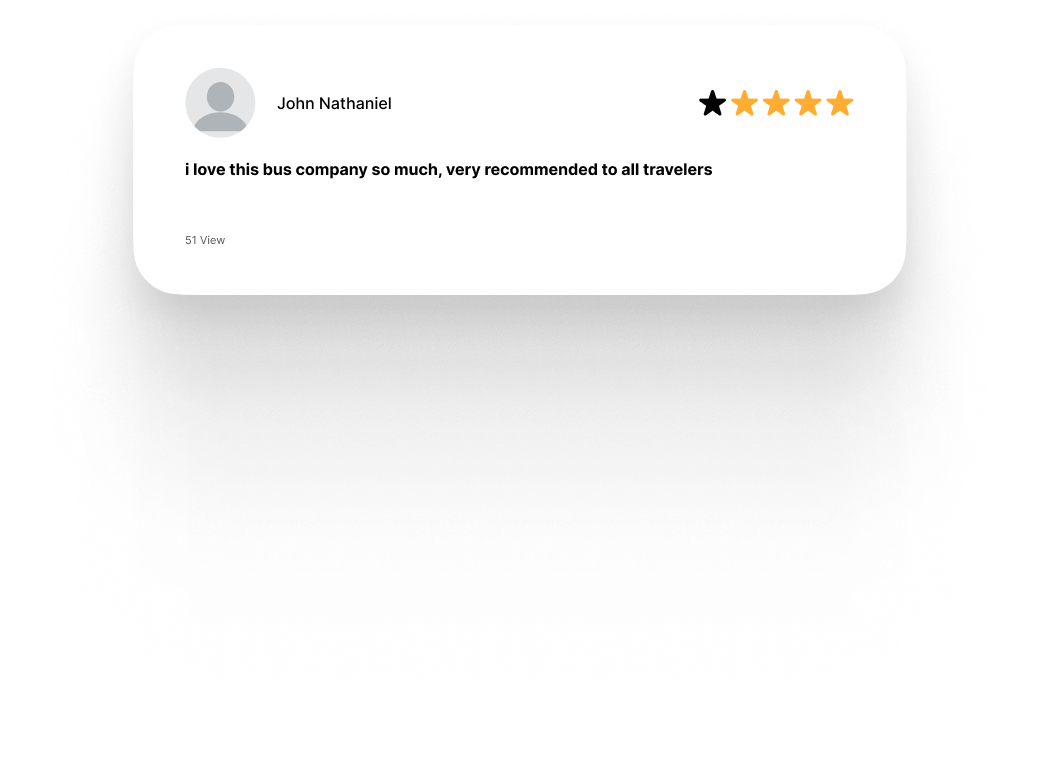 John Nathaniel
i love this bus company so much, very recommended to all travelers
51 View